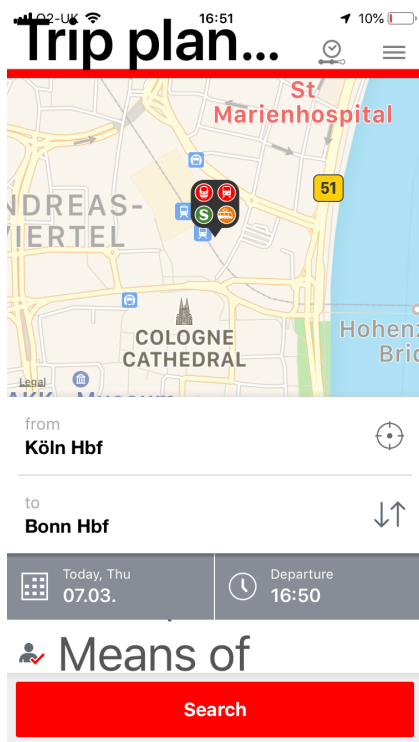 O2-UK 16:51 10%
Trip plan...
St
Marienhospital
51
NDREAS-
VIERTEL
S
COLOGNE
CATHEDRAL
Hohenz
Bric
Legal
Museum
from
Köln Hbf
to
Bonn Hbf
Today, Thu
07.03.
Departure
16:50
Means of
Search